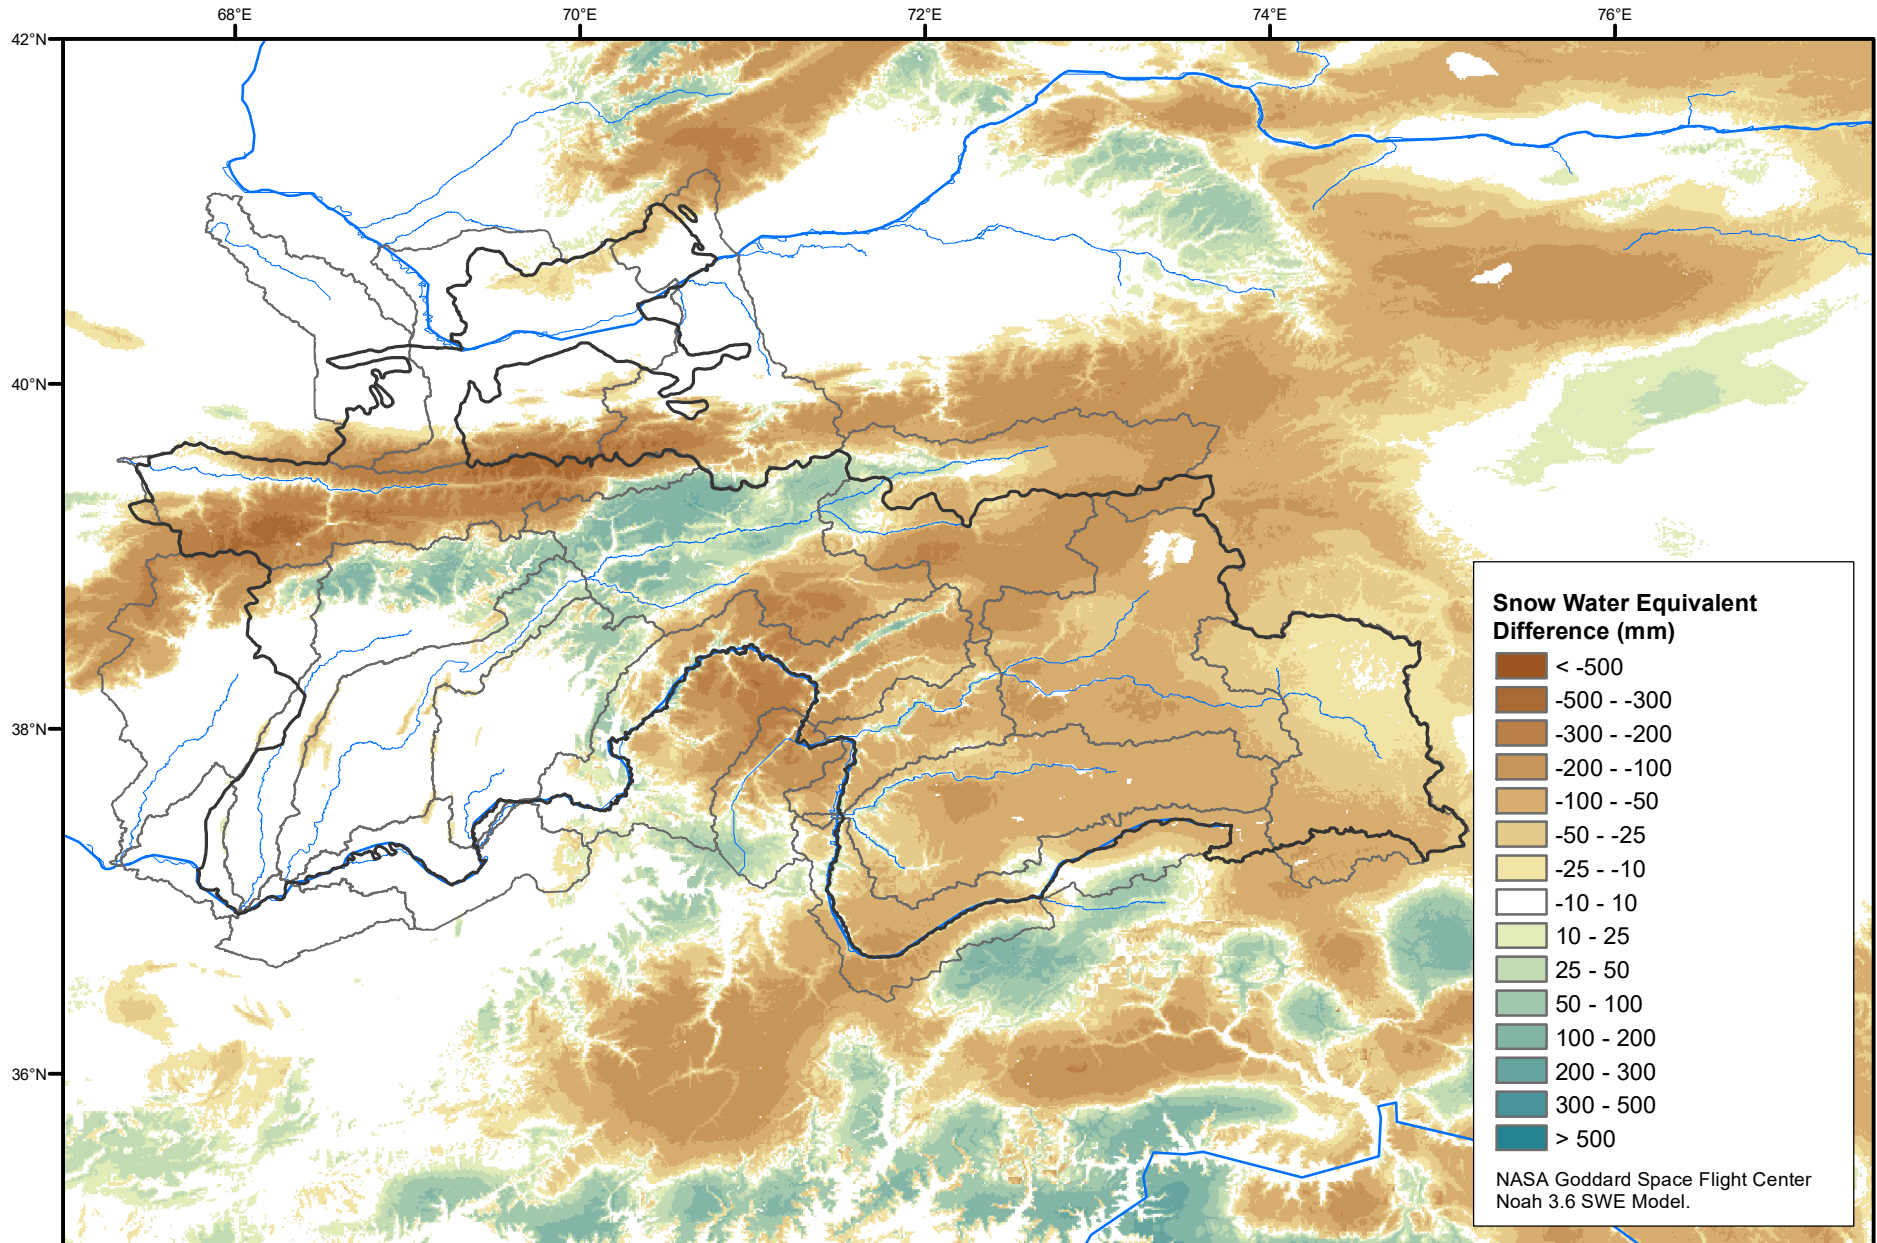 68°E 70°E 72°E 74°E 76°E
42°N
40°N
38°N
36°N
Snow Water Equivalent
Difference (mm)
< -500
-500 - -300
-300 - -200
-200 - -100
-100 - -50
-50 - -25
-25 - -10
-10 - 10
10 - 25
25 - 50
50 - 100
100 - 200
200 - 300
300 - 500
> 500
NASA Goddard Space Flight Center
Noah 3.6 SWE Model.